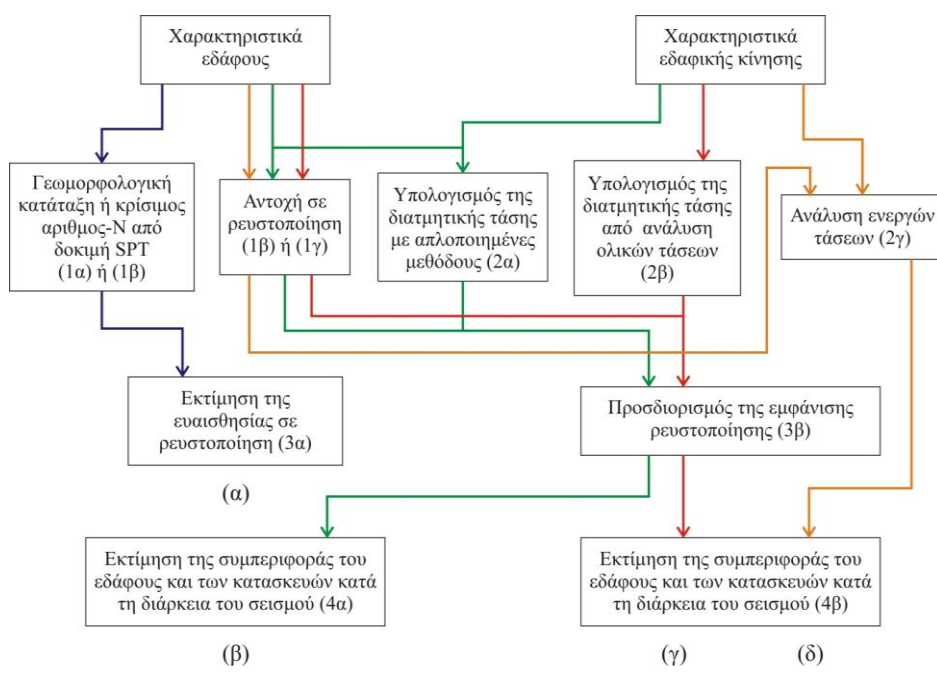 Χαρακτηριστικά
εδάφους
Χαρακτηριστικά
εδαφικής κίνησης
Γεωμορφολογική
κατάταξη ή κρίσιμος
αριθμος-Ν από
δοκιμή SPT
(1α) ή (1β)
Αντοχή σε
ρευστοποίηση
(1β) ή (1γ)
Υπολογισμός της
διατμητικής τάσης
με απλοποιημένες
μεθόδους (2α)
Υπολογισμός της
διατμητικής τάσης
από ανάλυση
ολικών τάσεων
(2β)
Ανάλυση ενεργών
τάσεων (2γ)
Εκτίμηση της
ευαισθησίας σε
ρευστοποίηση (3α)
Προσδιορισμός της εμφάνισης
ρευστοποίησης (3β)
(α)
Εκτίμηση της συμπεριφοράς του
εδάφους και των κατασκευών κατά
τη διάρκεια του σεισμού (4α)
Εκτίμηση της συμπεριφοράς του
εδάφους και των κατασκευών κατά
τη διάρκεια του σεισμού (4β)
(β)
(γ)
(δ)